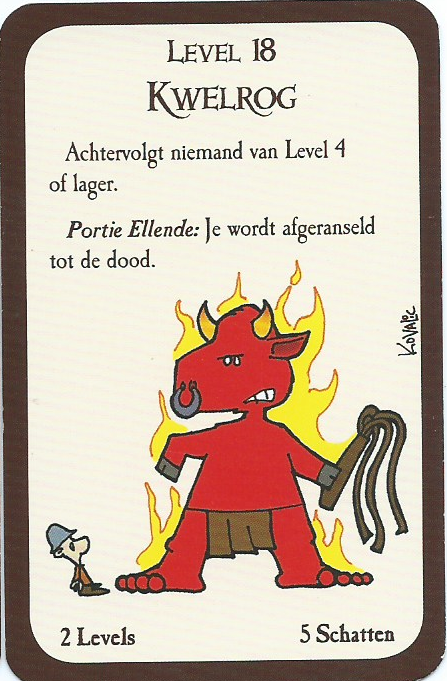 Level 18
Kwelrog
Achtervolgt niemand van Level 4
of lager.
Portie Ellende: Je wordt afgeranseld
tot de dood.
Kovalic
2 Levels
5 Schatten